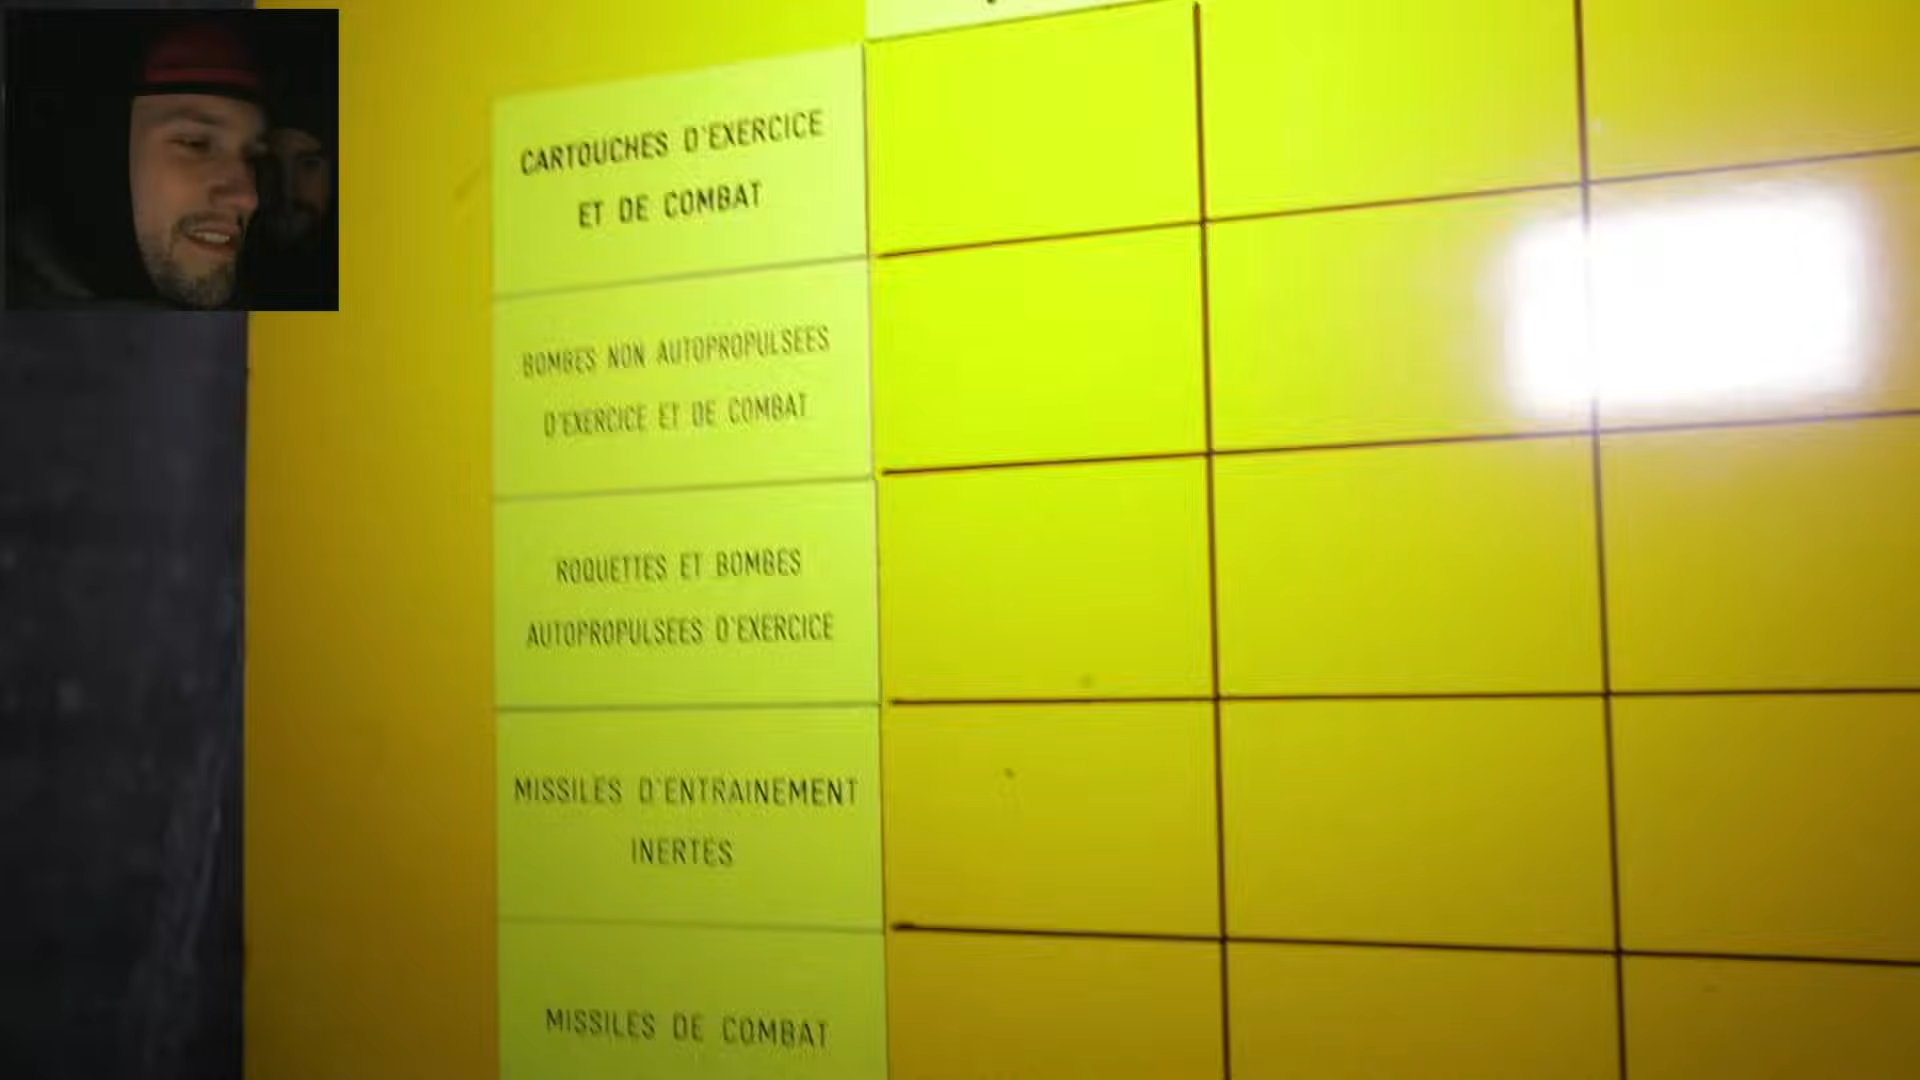 CARTOUCHES D'EXERCICE
ET DE COMBAT
BOMBES NON AUTOPROPULSEES
D'EXERCICE ET DE COMBAT
ROQUETTES ET BOMBES
AUTOPROPULSEES D'EXERCICE
MISSILES D'ENTRAINEMENT
INERTES
MISSILES DE COMBAT